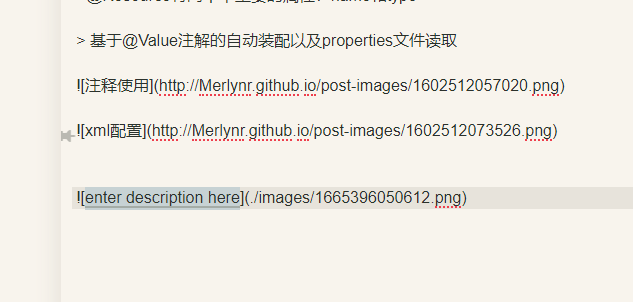 > 基于@Value注解的自动装配以及properties文件读取
![注释使用](http://Merlynr.github.io/post-images/1602512057020.png)
![xml配置](http://Merlynr.github.io/post-images/1602512073526.png)
![enter description here](./images/1665396050612.png)